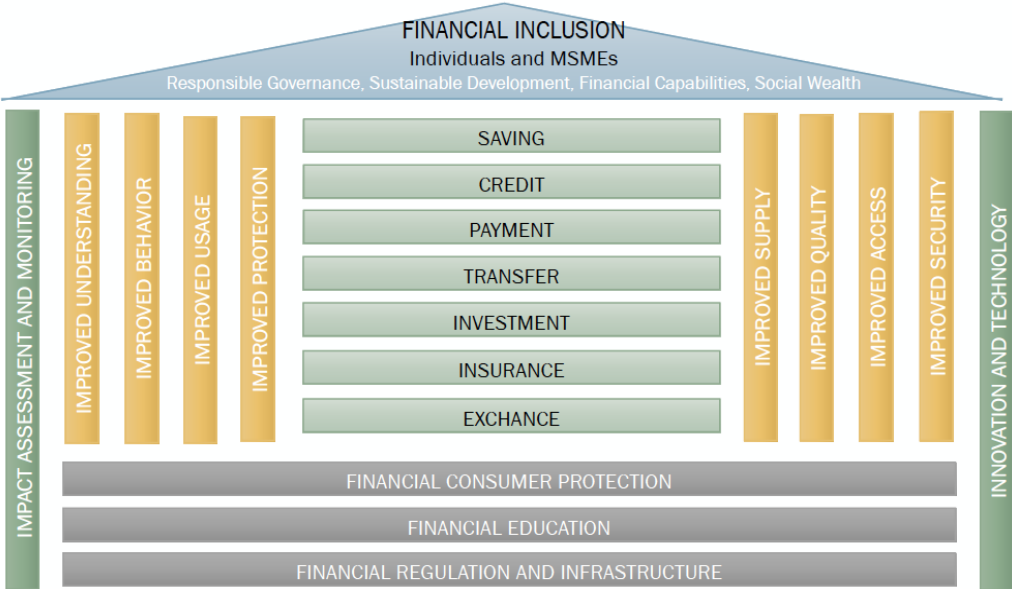 FINANCIAL INCLUSION
Individuals and MSMEs
Responsible Governance, Sustainable Development, Financial Capabilities, Social Wealth
IMPACT ASSESSMENT AND MONITORING
IMPROVED UNDERSTANDING
IMPROVED BEHAVIOR
IMPROVED USAGE
IMPROVED PROTECTION
SAVING
CREDIT
PAYMENT
TRANSFER
INVESTMENT
INSURANCE
EXCHANCE
IMPROVED SUPPLY
IMPROVED QUALITY
IMPROVED ACCESS
IMPROVED SECURITY
INNOVATION AND TECHNOLOGY
FINANCIAL CONSUMER PROTECTION
FINANCIAL EDUCATION
FINANCIAL REGULATION AND INFRASTRUCTURE